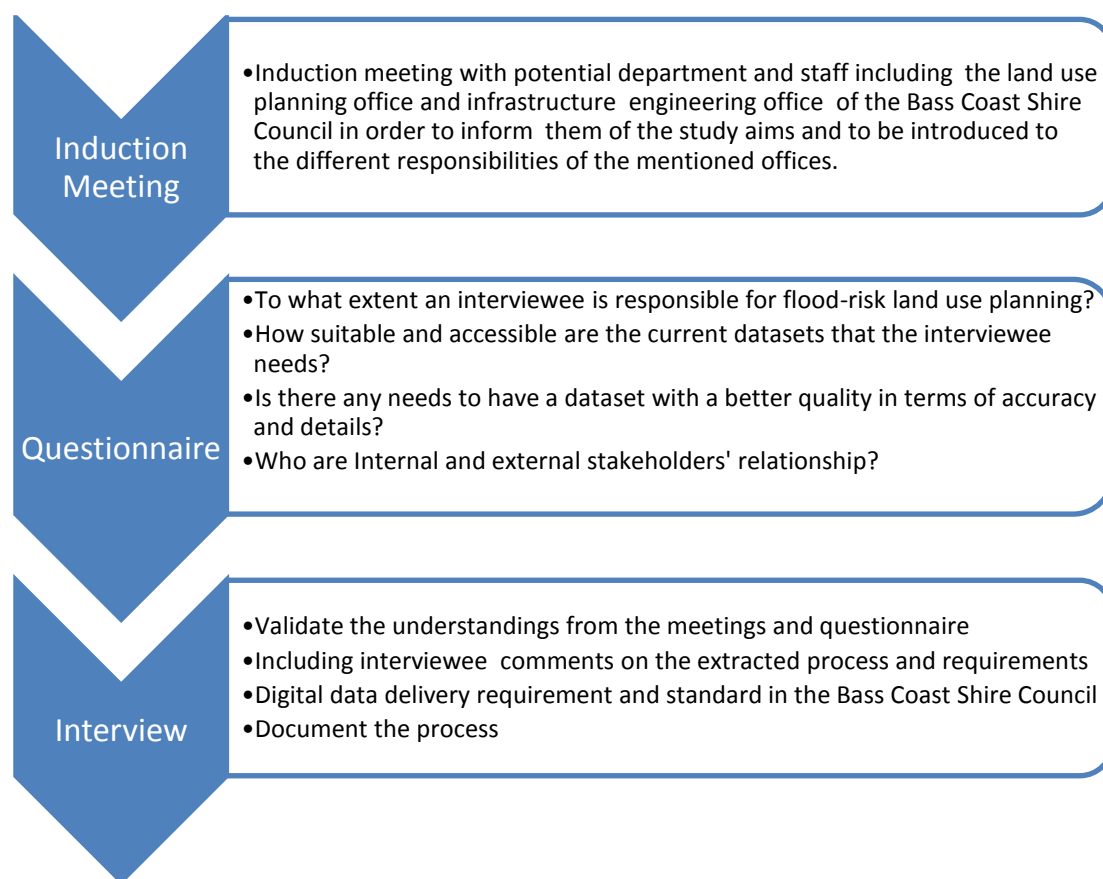 Induction
Meeting
•Induction meeting with potential department and staff including the land use
planning office and infrastructure engineering office of the Bass Coast Shire
Council in order to inform them of the study aims and to be introduced to
the different responsibilities of the mentioned offices.
Questionnaire
•To what extent an interviewee is responsible for flood-risk land use planning?
•How suitable and accessible are the current datasets that the interviewee
needs?
•Is there any needs to have a dataset with a better quality in terms of accuracy
and details?
•Who are Internal and external stakeholders' relationship?
Interview
•Validate the understandings from the meetings and questionnaire
•Including interviewee comments on the extracted process and requirements
•Digital data delivery requirement and standard in the Bass Coast Shire Council
•Document the process